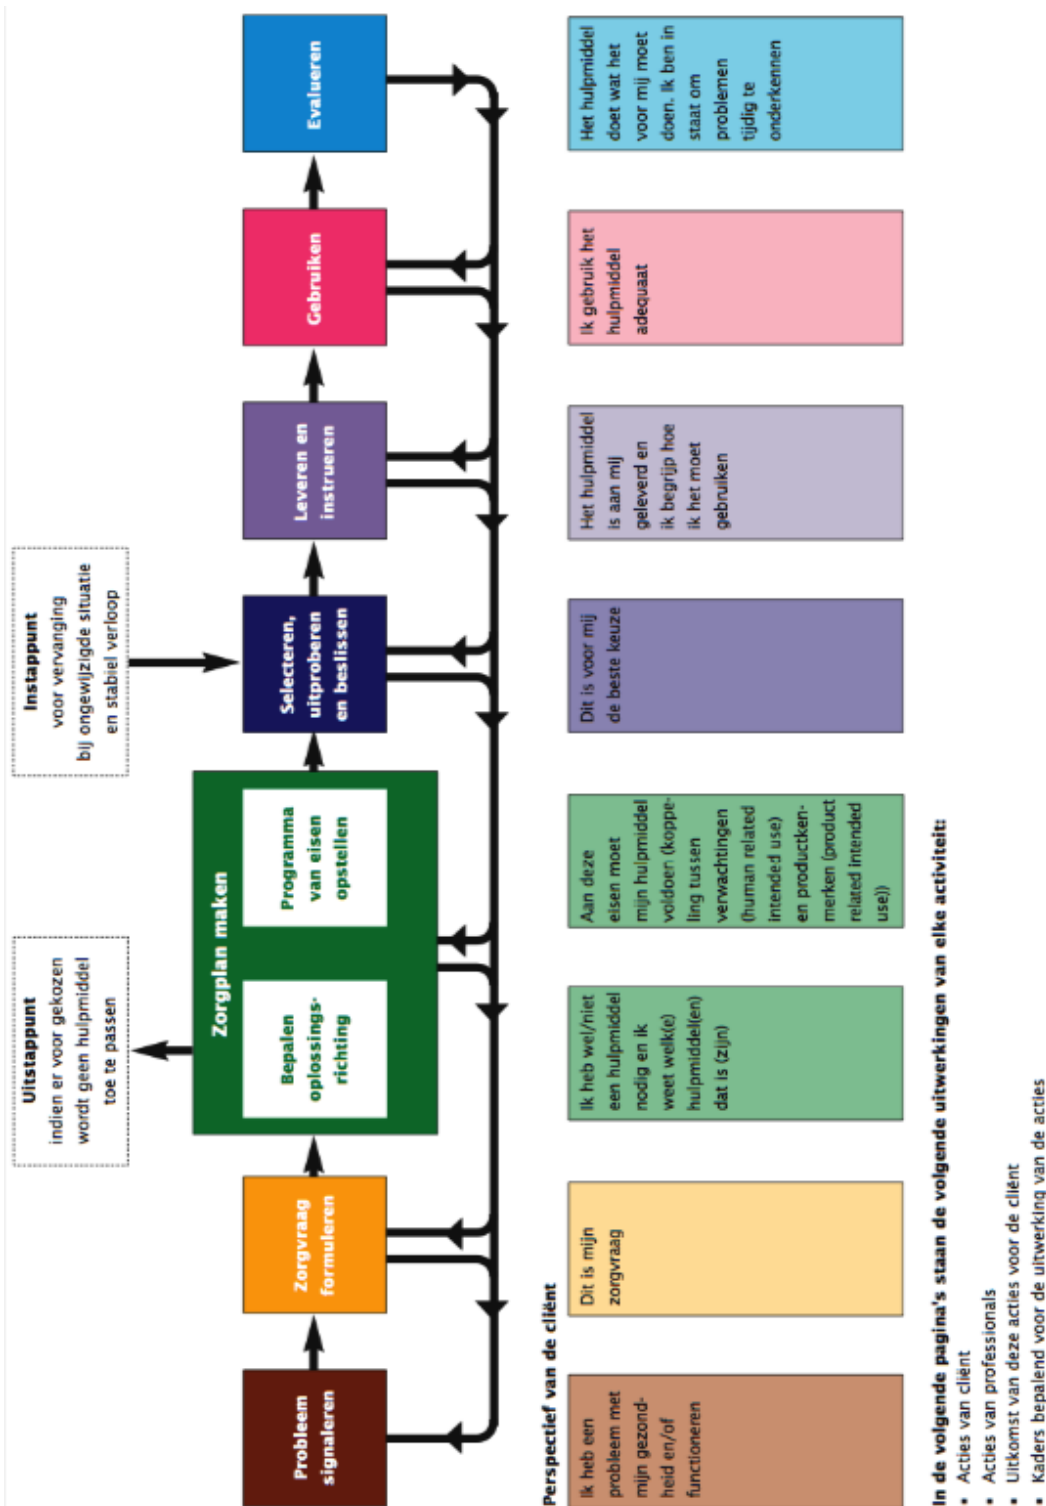 Uitstappunt
indien er voor gekozen
wordt geen hulpmiddel
toe te passen
Instappunt
voor vervanging
bij ongewijzigde situatie
en stabiel verloop
Probleem
signaleren
Zorgvraag
formuleren
Zorgplan maken
Bepalen
oplossings-
richting
Programma
van eisen
opstellen
Selecteren,
uitproberen
en beslissen
Leveren en
instrueren
Gebruiken
Evalueren
Perspectief van de cliënt
Ik heb een
probleem met
mijn gezond-
heid en/of
functioneren
Dit is mijn
zorgvraag
Ik heb wel/niet
een hulpmiddel
nodig en ik
weet welk(e)
hulpmiddel(en)
dat is (zijn)
Aan deze
eisen moet
mijn hulpmiddel
voldoen (koppe-
ling tussen
verwachtingen
(human related
intended use)
en productken-
merken (product
related intended
use))
Dit is voor mij
de beste keuze
Het hulpmiddel
is aan mij
geleverd en
ik begrijp hoe
ik het moet
gebruiken
Ik gebruik het
hulpmiddel
adequaat
Het hulpmiddel
doet wat het
voor mij moet
doen. Ik ben in
staat om
problemen
tijdig te
onderkennen
In de volgende pagina's staan de volgende uitwerkingen van elke activiteit:
• Acties van cliënt
• Acties van professionals
• Uitkomst van deze acties voor de cliënt
• Kaders bepalend voor de uitwerking van de acties